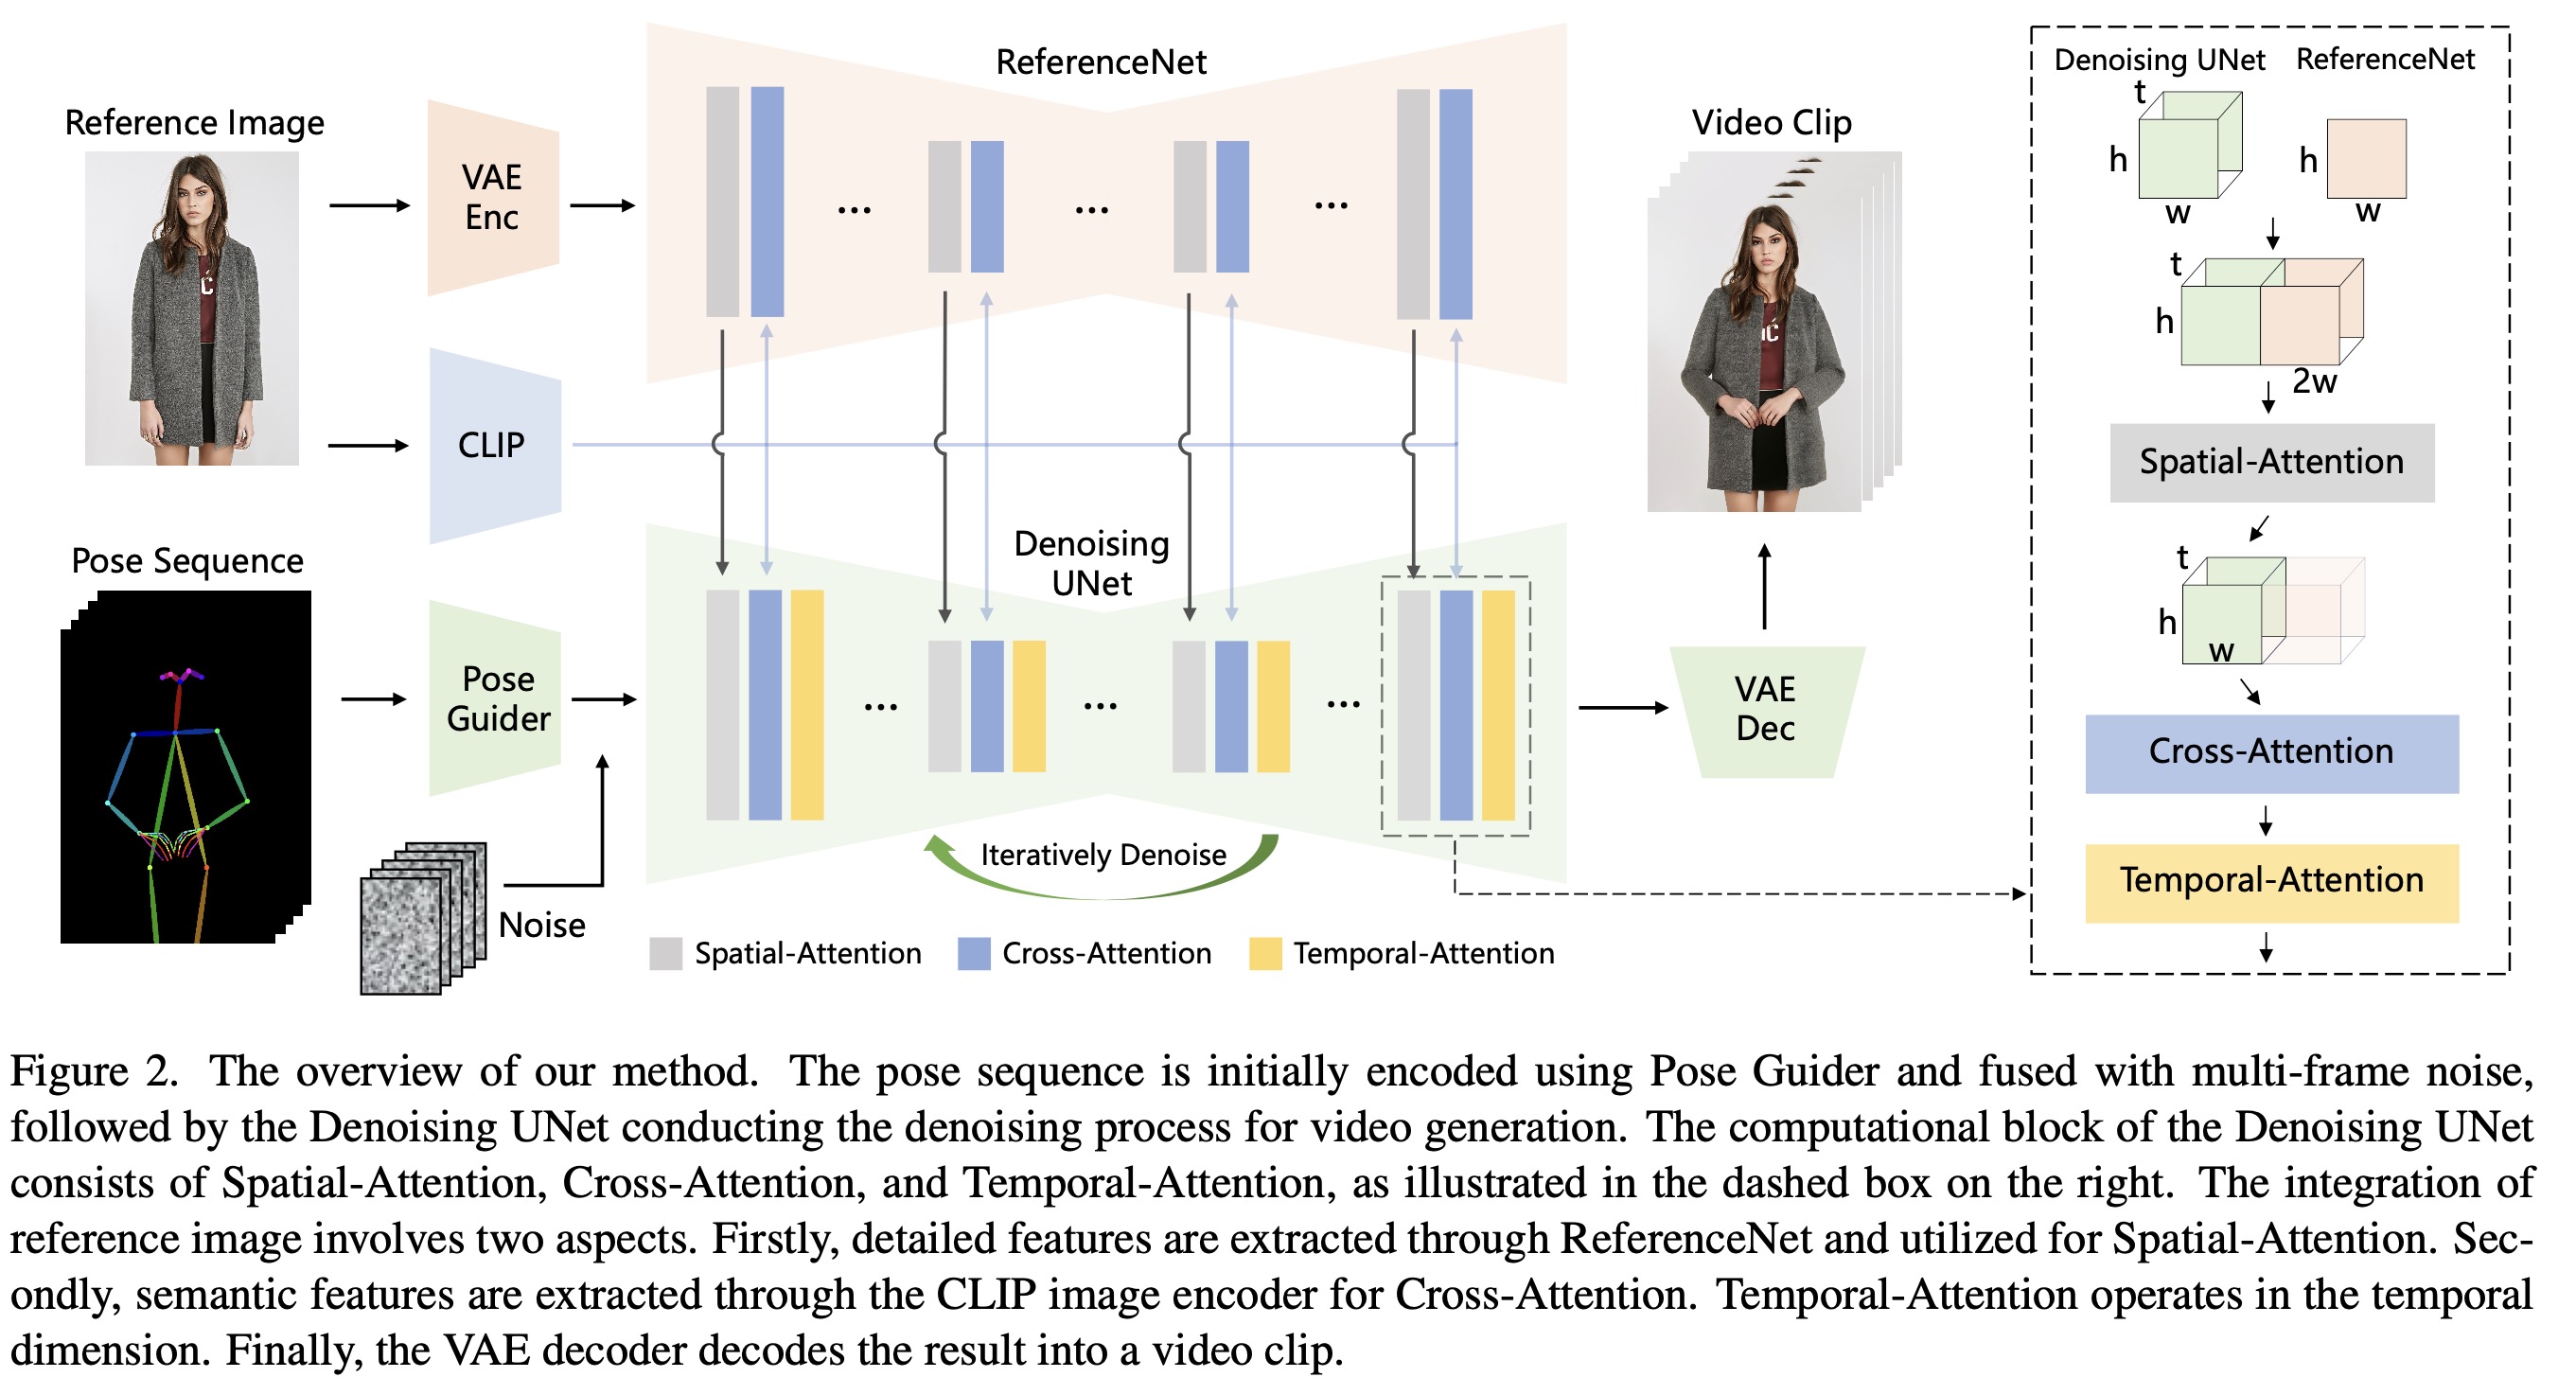 ReferenceNet
Reference Image
VAE
Enc
...
...
...
CLIP
Pose Sequence
Pose
Guider
Noise
Denoising
UNet
...
...
...
Iteratively Denoise
Spatial-Attention
Cross-Attention
Temporal-Attention
Video Clip
VAE
Dec
Denoising UNet
ReferenceNet
t
h
w
h
w
t
h
2w
Spatial-Attention
t
h
w
Cross-Attention
Temporal-Attention
Figure 2. The overview of our method. The pose sequence is initially encoded using Pose Guider and fused with multi-frame noise,
followed by the Denoising UNet conducting the denoising process for video generation. The computational block of the Denoising UNet
consists of Spatial-Attention, Cross-Attention, and Temporal-Attention, as illustrated in the dashed box on the right. The integration of
reference image involves two aspects. Firstly, detailed features are extracted through ReferenceNet and utilized for Spatial-Attention. Sec-
ondly, semantic features are extracted through the CLIP image encoder for Cross-Attention. Temporal-Attention operates in the temporal
dimension. Finally, the VAE decoder decodes the result into a video clip.